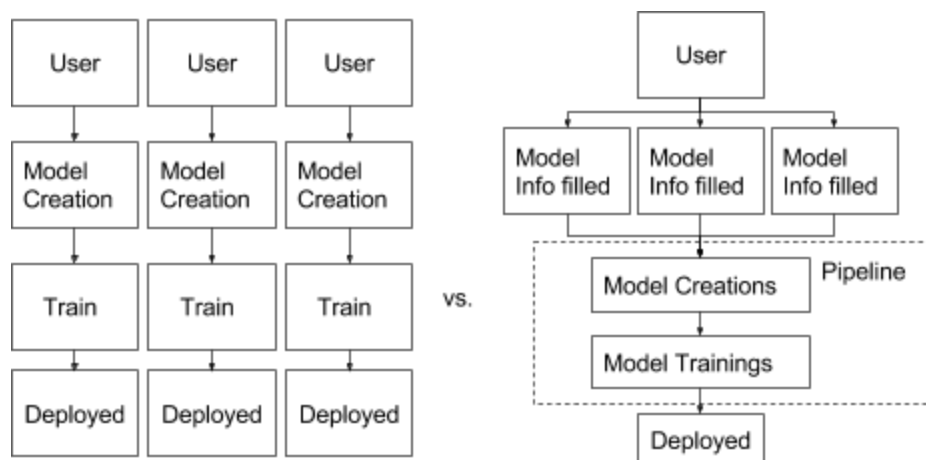 User
User
User
Model
Creation
Model
Creation
Model
Creation
Train
Train
Train
Deployed
Deployed
Deployed
vs.
User
Model
Info filled
Model
Info filled
Model
Info filled
Pipeline
Model Creations
Model Trainings
Deployed